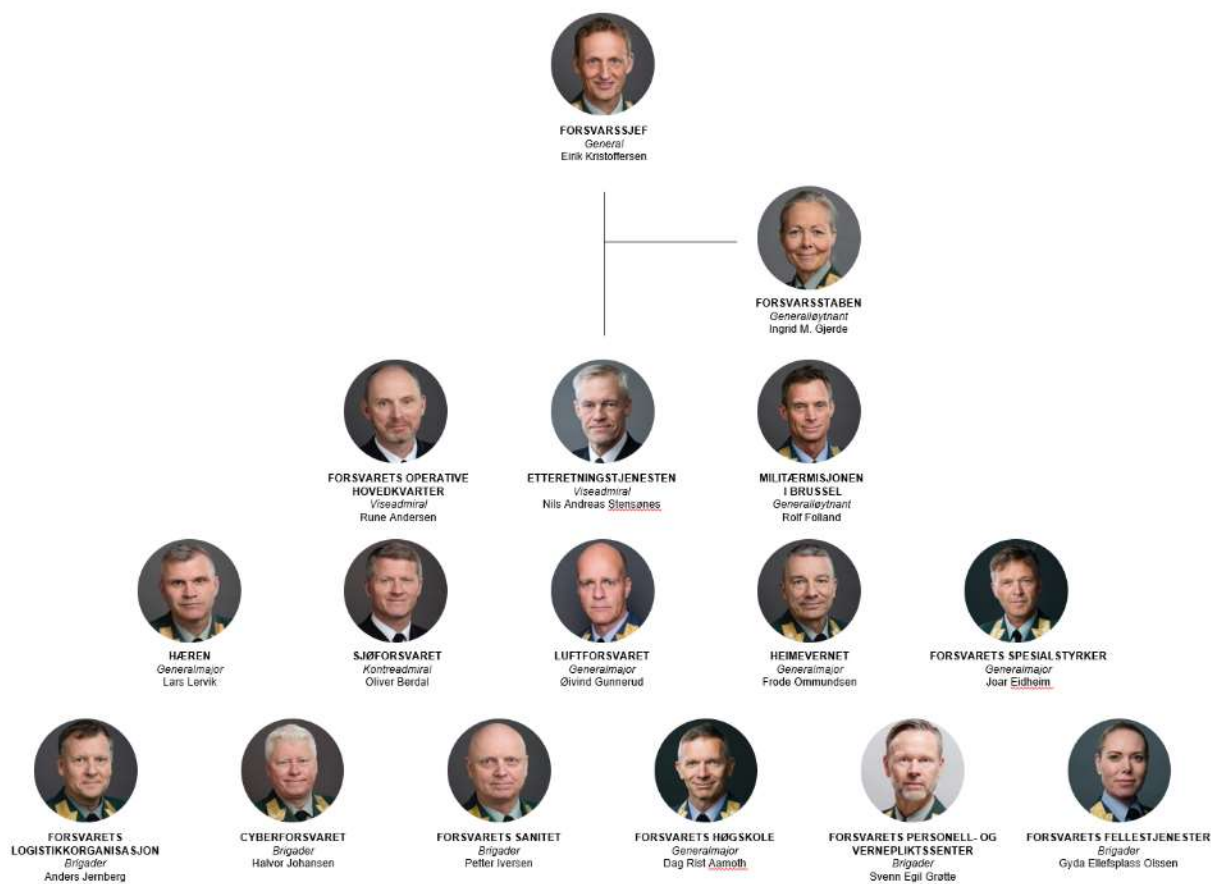 FORSVARSSJEF
General
Eirik Kristoffersen
FORSVARSSTABEN
Generalløytnant
Ingrid M. Gjerde
FORSVARETS OPERATIVE
HOVEDKVARTER
Viseadmiral
Rune Andersen
ETTERETNINGSTJENESTEN
Viseadmiral
Nils Andreas Stensønes
MILITÆRMISJONEN
I BRUSSEL
Generalløytnant
Rolf Folland
HÆREN
Generalmajor
Lars Lervik
SJØFORSVARET
Kontreadmiral
Oliver Berdal
LUFTFORSVARET
Generalmajor
Øivind Gunnerud
HEIMEVERNET
Generalmajor
Frode Ommundsen
FORSVARETS SPESIALSTYRKER
Generalmajor
Joar Eidheim
FORSVARETS
LOGISTIKKORGANISASJON
Brigader
Anders Jernberg
CYBERFORSVARET
Brigader
Halvor Johansen
FORSVARETS SANITET
Brigader
Petter Iversen
FORSVARETS HØGSKOLE
Generalmajor
Dag Rist Aamoth
FORSVARETS PERSONELL- OG
VERNEPLIKTSSENTER
Brigader
Svenn Egil Grøtte
FORSVARETS FELLESTJENESTER
Brigader
Gyda Ellefsplass Olssen